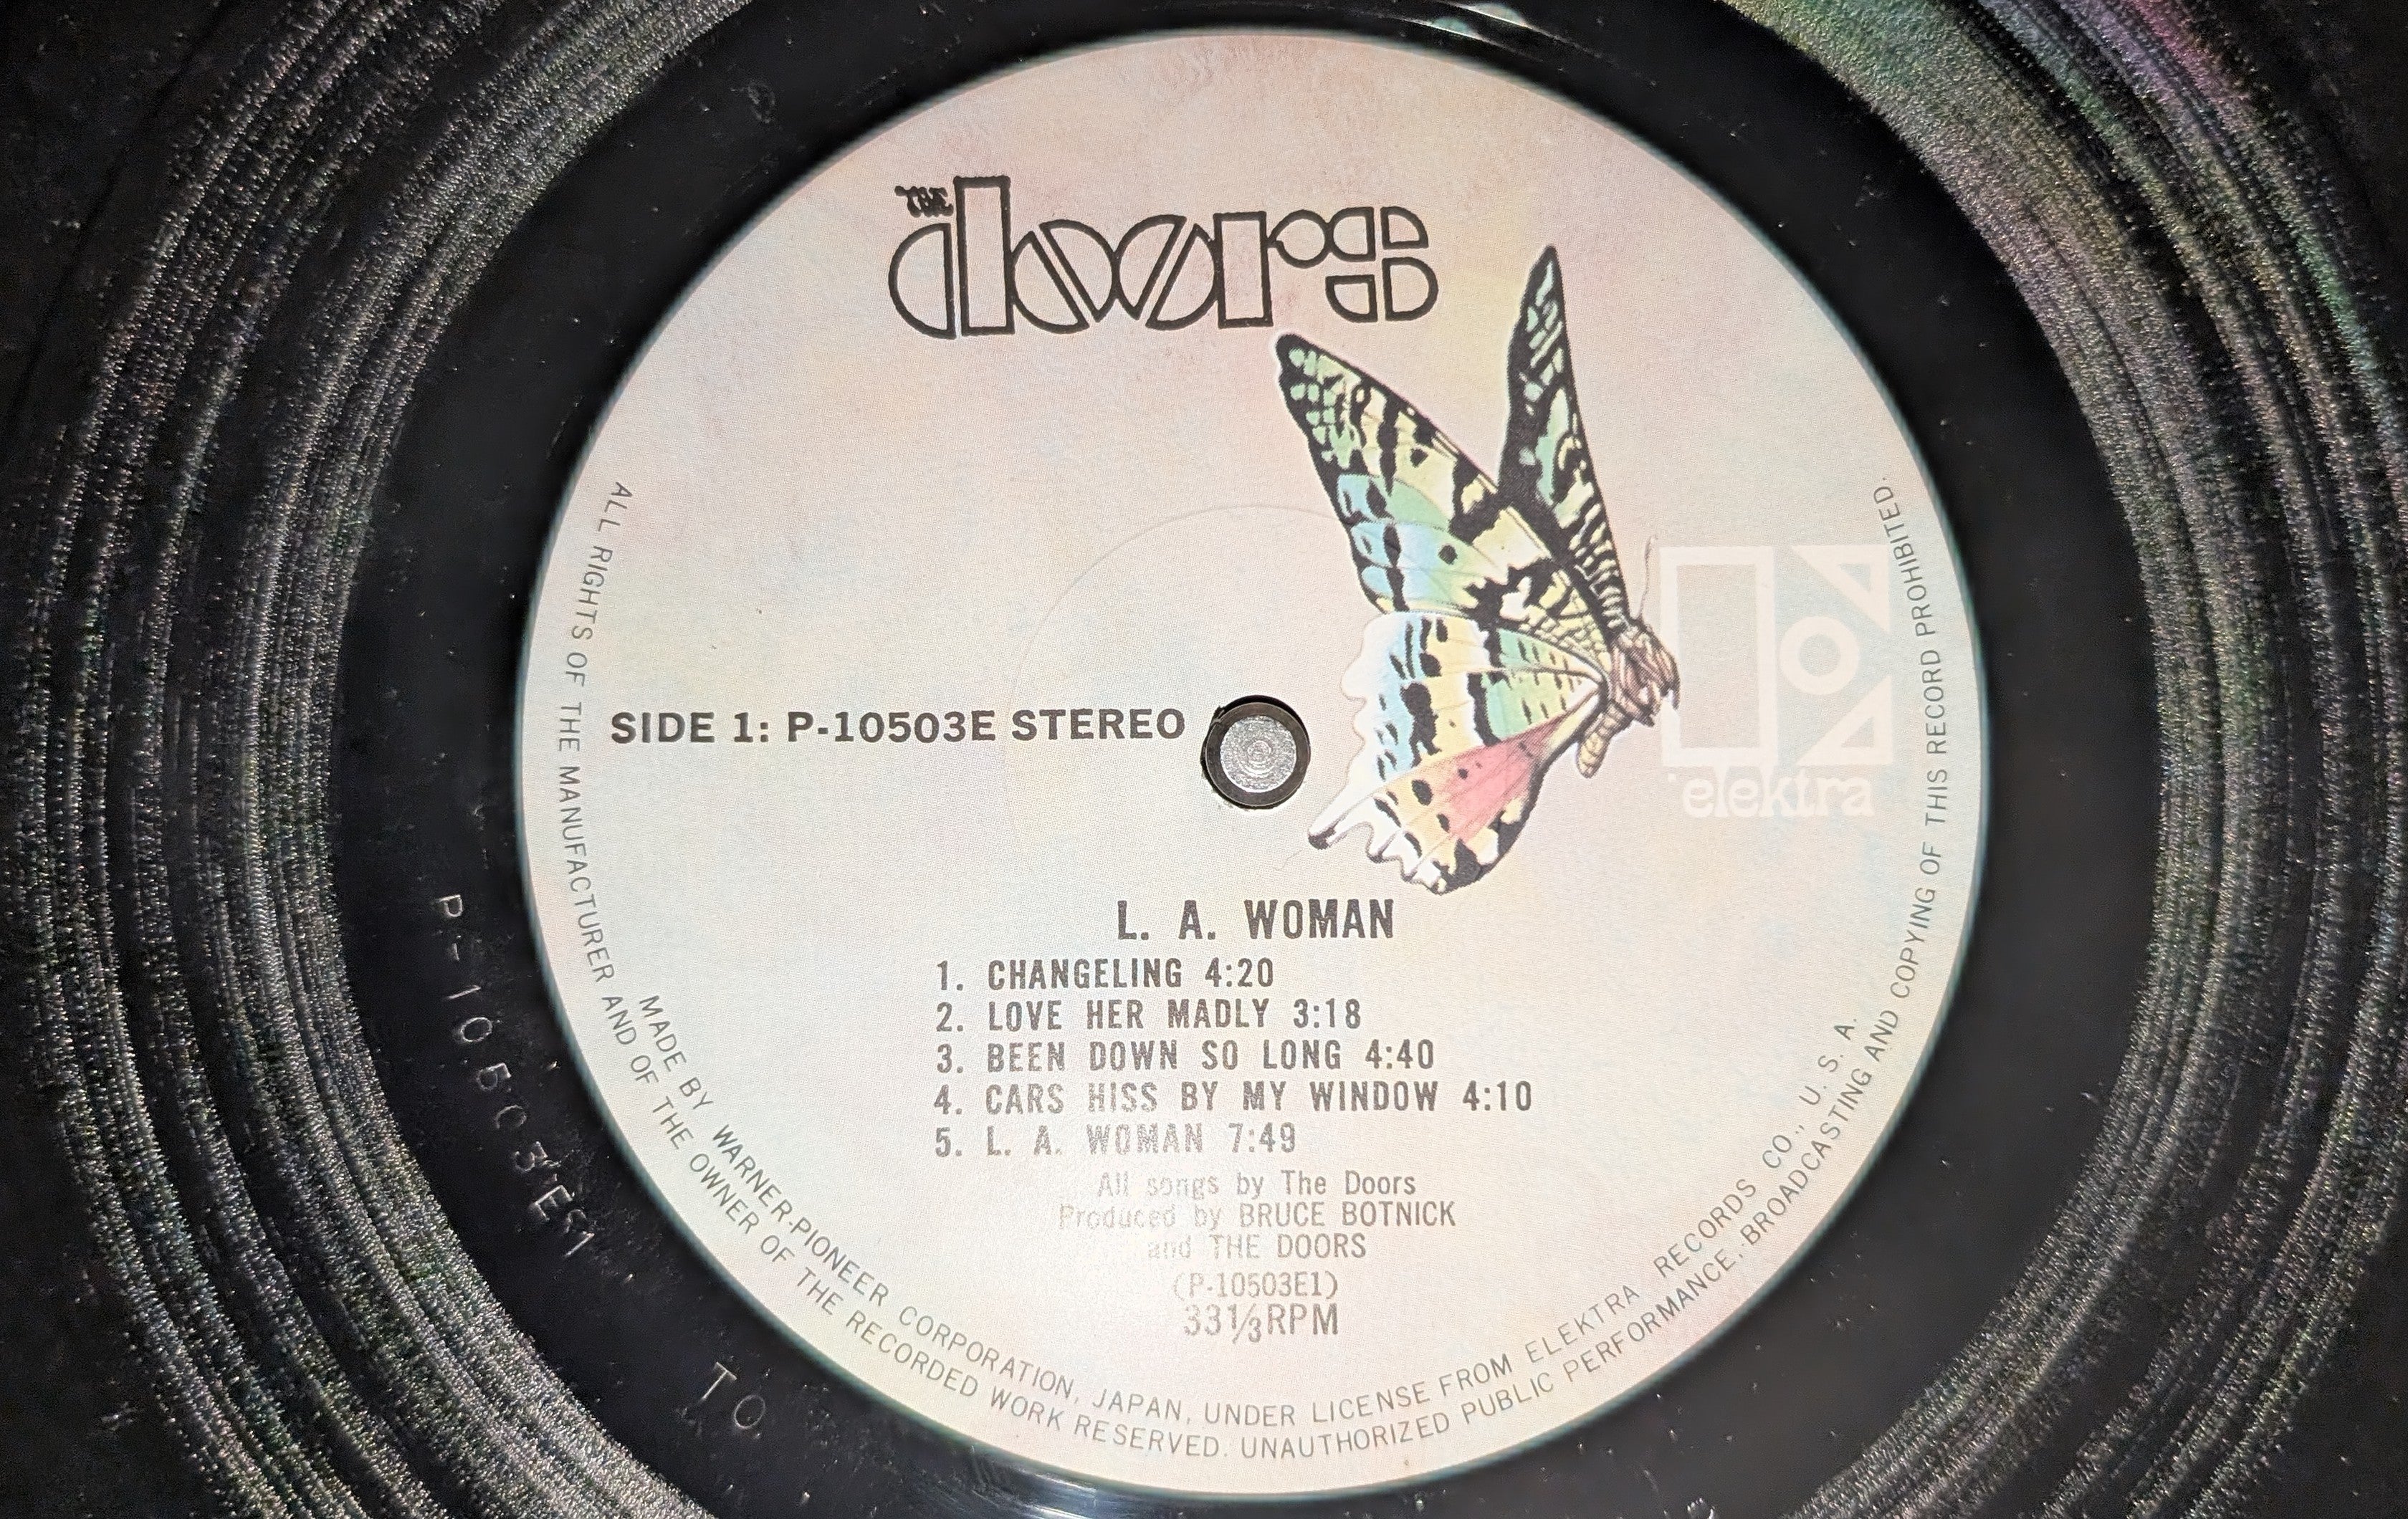 THE
doors
elektra
SIDE 1: P-10503E STEREO
L. A. WOMAN
1. CHANGELING 4:20
2. LOVE HER MADLY 3:18
3. BEEN DOWN SO LONG 4:40
4. CARS HISS BY MY WINDOW 4:10
5. L. A. WOMAN 7:49
All songs by The Doors
Produced by BRUCE BOTNICK
and THE DOORS
(P-10503E1)
33⅓RPM
MADE BY WARNER-PIONEER CORPORATION, JAPAN, UNDER LICENSE FROM ELEKTRA RECORDS CO., U. S. A.
ALL RIGHTS OF THE MANUFACTURER AND OF THE OWNER OF THE RECORDED WORK RESERVED. UNAUTHORIZED PUBLIC PERFORMANCE, BROADCASTING AND COPYING OF THIS RECORD PROHIBITED.
P-10503E1
TO